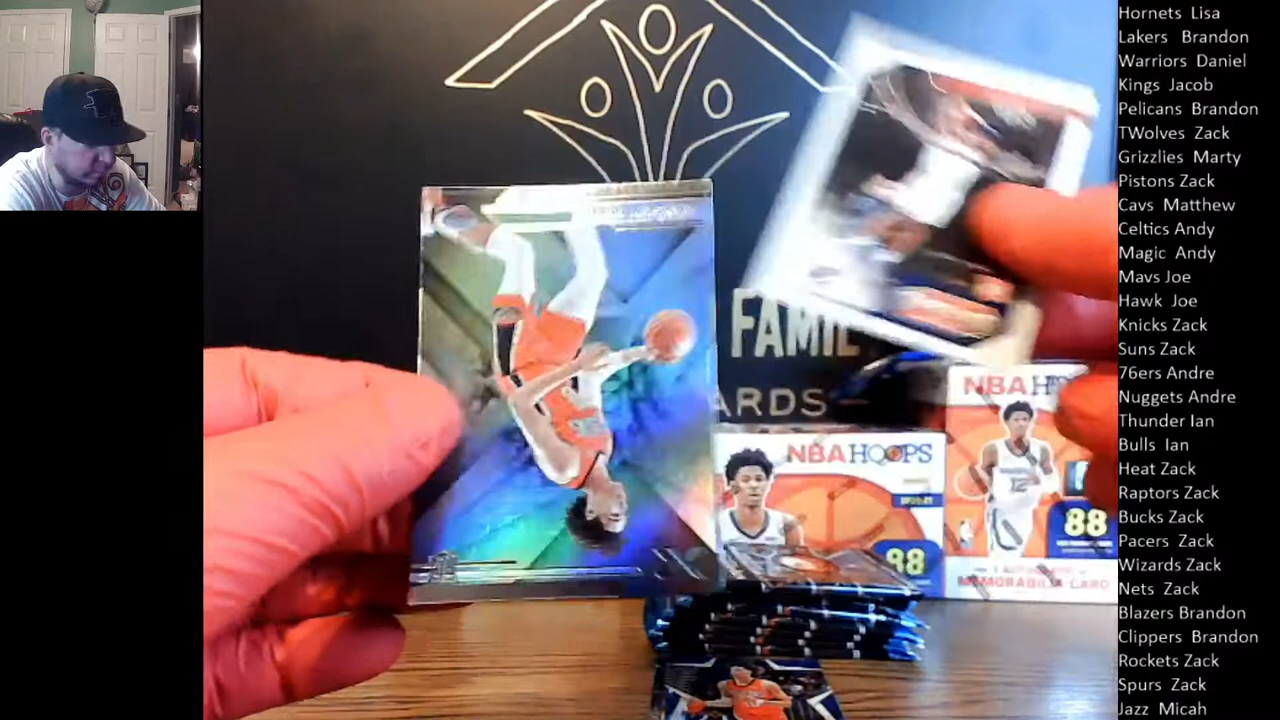 Hornets Lisa
Lakers Brandon
Warriors Daniel
Kings Jacob
Pelicans Brandon
TWolves Zack
Grizzlies Marty
Pistons Zack
Cavs Matthew
Celtics Andy
Magic Andy
Mavs Joe
Hawk Joe
Knicks Zack
Suns Zack
76ers Andre
Nuggets Andre
Thunder Ian
Bulls Ian
Heat Zack
Raptors Zack
Bucks Zack
Pacers Zack
Wizards Zack
Nets Zack
Blazers Brandon
Clippers Brandon
Rockets Zack
Spurs Zack
Jazz Micah
FAMIL
ARDS
NBA HOOPS
88
NBA HO
12
88
MEMORABILIA CARD